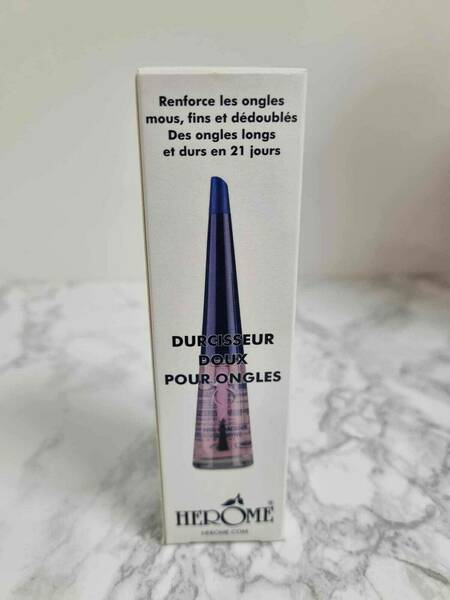 Renforce les ongles
mous, fins et dédoublés
Des ongles longs
et durs en 21 jours
DURCISSEUR
DOUX
POUR ONGLES
HERÔME®
HEROME.COM